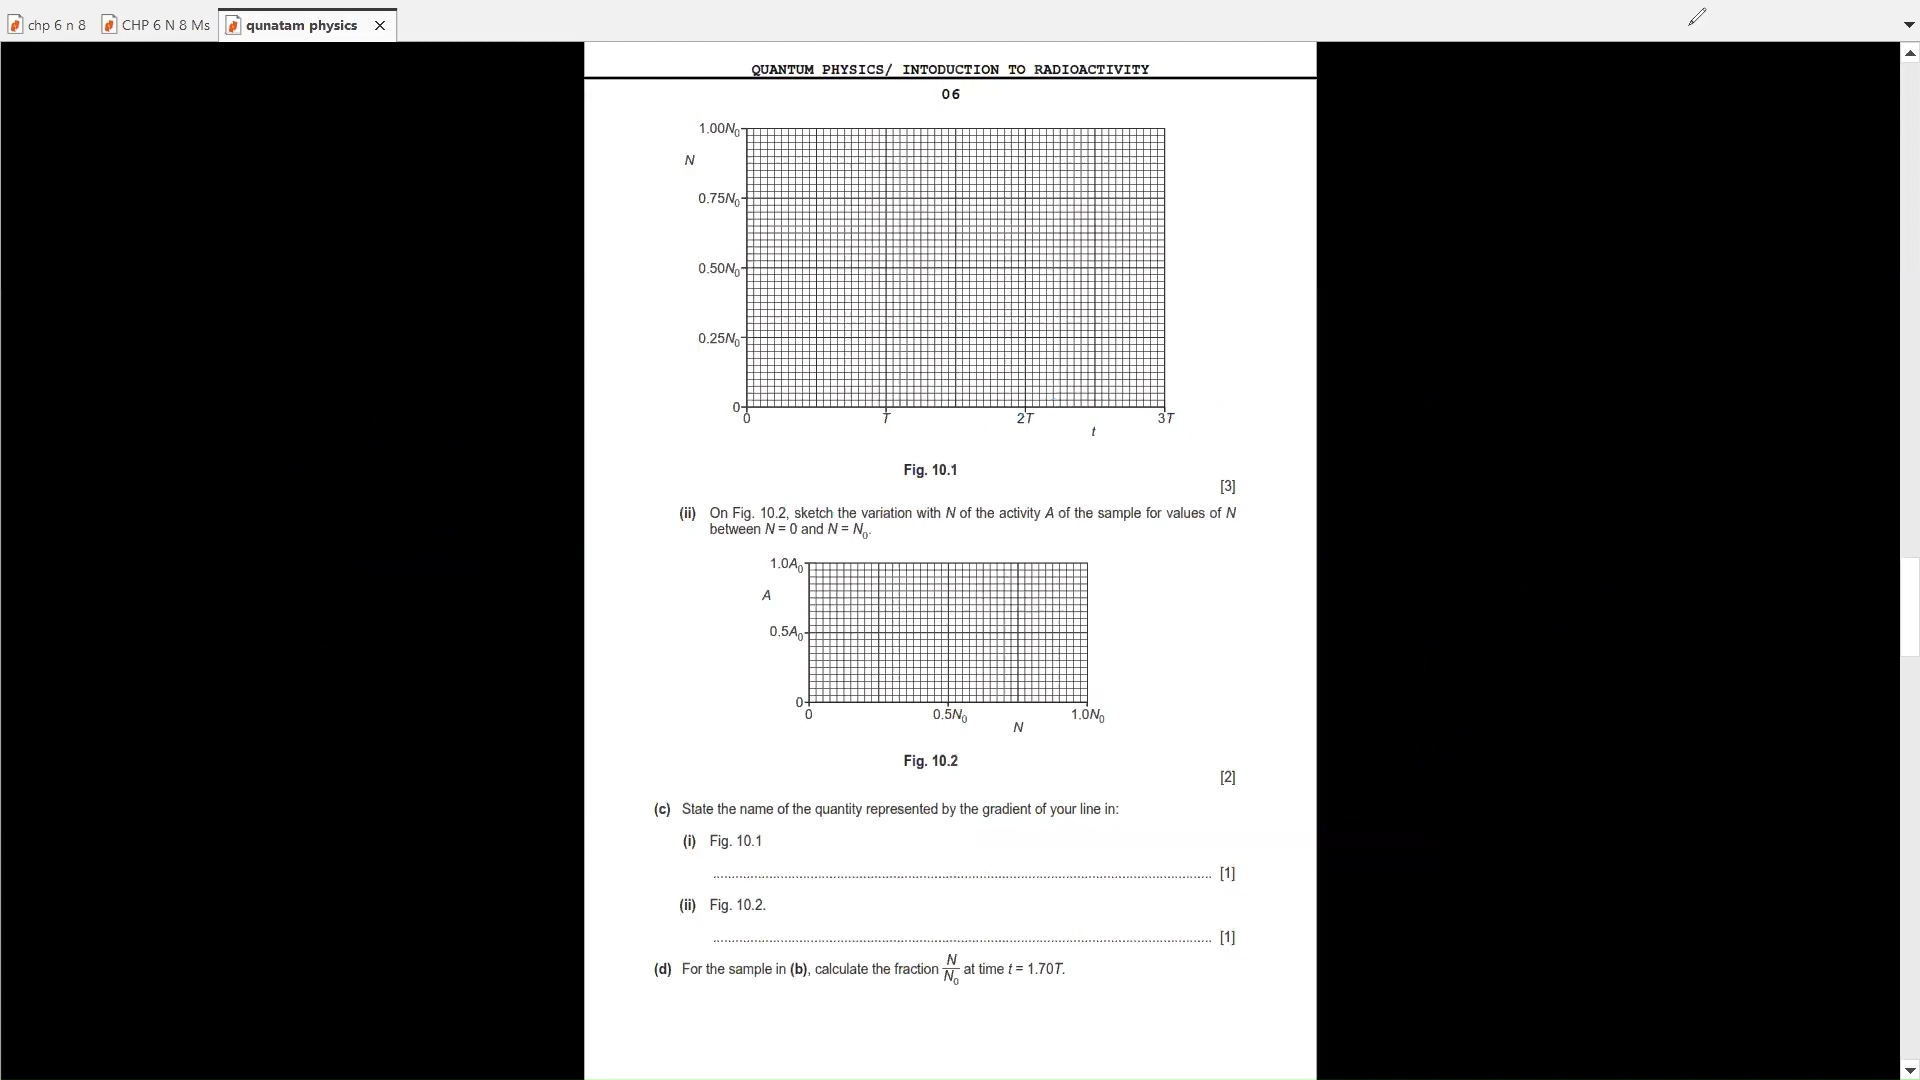 chp 6 n 8 CHP 6 N 8 Ms qunatam physics
QUANTUM PHYSICS/ INTODUCTION TO RADIOACTIVITY
06
1.00N0
N
0.75N0
0.50N0
0.25N0
0
0 T 2T 3T
t
Fig. 10.1
[3]
(ii) On Fig. 10.2, sketch the variation with N of the activity A of the sample for values of N
between N = 0 and N = N0.
1.0A0
A
0.5A0
0
0 0.5N0 1.0N0
N
Fig. 10.2
[2]
(c) State the name of the quantity represented by the gradient of your line in:
(i) Fig. 10.1
[1]
(ii) Fig. 10.2.
[1]
(d) For the sample in (b), calculate the fraction N/N0 at time t = 1.70T.